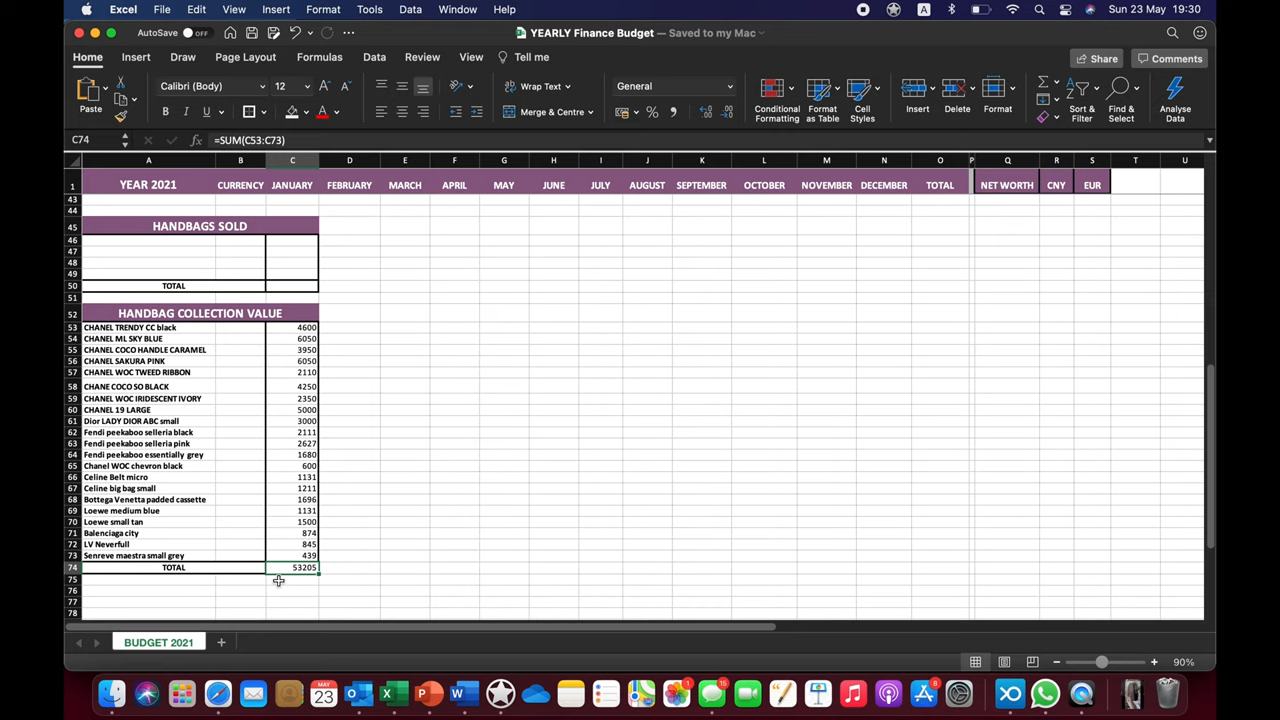 Excel File Edit View Insert Format Tools Data Window Help A Sun 23 May 19:30
AutoSave OFF YEARLY Finance Budget — Saved to my Mac
Home Insert Draw Page Layout Formulas Data Review View Tell me Share Comments
Paste Calibri (Body) 12 A A Wrap Text General Conditional Formatting Format as Table Cell Styles Insert Delete Format Sort & Filter Find & Select Analyse Data
B I U A Merge & Centre %
C74 fx =SUM(C53:C73)
A B C D E F G H I J K L M N O P Q R S T U
1 YEAR 2021 CURRENCY JANUARY FEBRUARY MARCH APRIL MAY JUNE JULY AUGUST SEPTEMBER OCTOBER NOVEMBER DECEMBER TOTAL NET WORTH CNY EUR
43
44
45 HANDBAGS SOLD
46
47
48
49
50 TOTAL
51
52 HANDBAG COLLECTION VALUE
53 CHANEL TRENDY CC black 4600
54 CHANEL ML SKY BLUE 6050
55 CHANEL COCO HANDLE CARAMEL 3950
56 CHANEL SAKURA PINK 6050
57 CHANEL WOC TWEED RIBBON 2110
58 CHANE COCO SO BLACK 4250
59 CHANEL WOC IRIDESCENT IVORY 2350
60 CHANEL 19 LARGE 5000
61 Dior LADY DIOR ABC small 3000
62 Fendi peekaboo selleria black 2111
63 Fendi peekaboo selleria pink 2627
64 Fendi peekaboo essentially grey 1680
65 Chanel WOC chevron black 600
66 Celine Belt micro 1131
67 Celine big bag small 1211
68 Bottega Venetta padded cassette 1696
69 Loewe medium blue 1131
70 Loewe small tan 1500
71 Balenciaga city 874
72 LV Neverfull 845
73 Senreve maestra small grey 439
74 TOTAL 53205
75
76
77
78
BUDGET 2021 +
90%
MAY 23 1 15 8